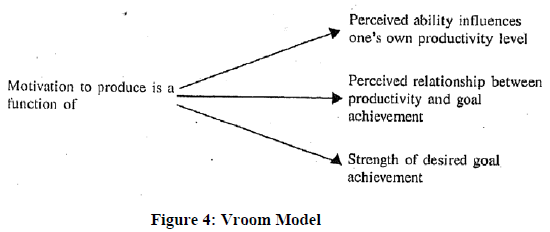 Perceived ability influences
one's own productivity level
Motivation to produce is a
function of
Perceived relationship between
productivity and goal
achievement
Strength of desired goal
achievement
Figure 4: Vroom Model